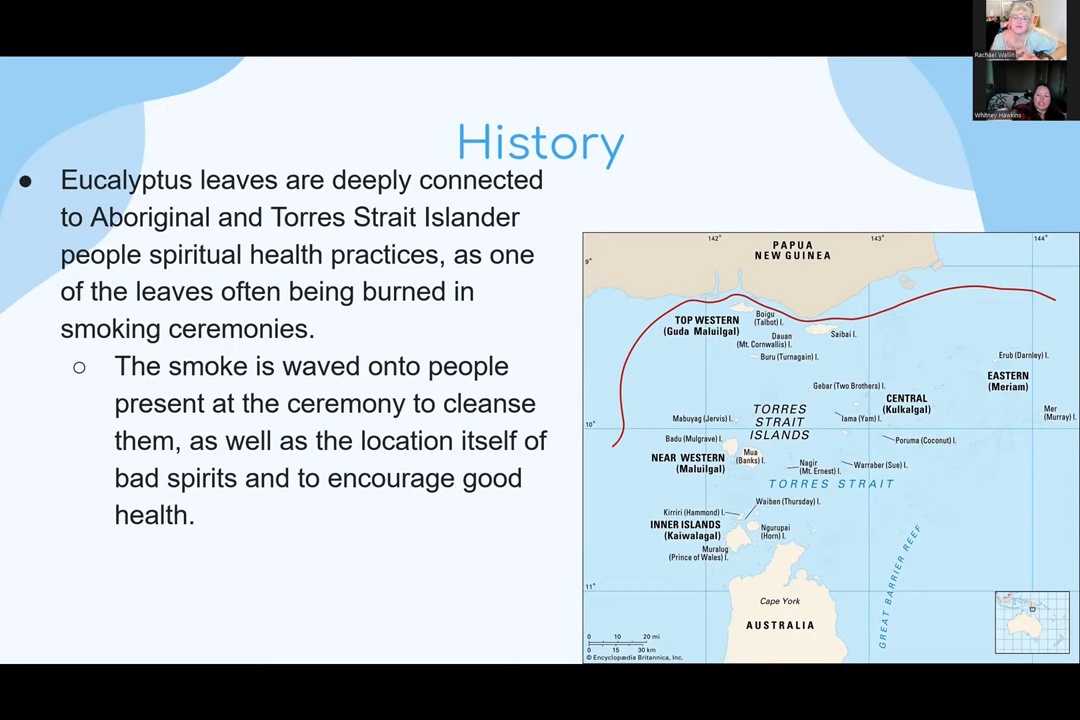 Rachael Wallin
Whitney Hawkins
History
● Eucalyptus leaves are deeply connected
to Aboriginal and Torres Strait Islander
people spiritual health practices, as one
of the leaves often being burned in
smoking ceremonies.
○ The smoke is waved onto people
present at the ceremony to cleanse
them, as well as the location itself of
bad spirits and to encourage good
health.
142°
143°
144°
PAPUA
NEW GUINEA
9°
TOP WESTERN
(Guda Maluilgal)
Boigu
(Talbot) I.
Dauan
(Mt. Cornwallis) I.
Saibai I.
Buru (Turnagain) I.
Erub (Darnley) I.
EASTERN
(Meriam)
Gebar (Two Brothers) I.
CENTRAL
(Kulkalgal)
Mer
(Murray) I.
TORRES
STRAIT
ISLANDS
Mabuyag (Jervis) I.
Iama (Yam) I.
10°
Badu (Mulgrave) I.
Poruma (Coconut) I.
NEAR WESTERN
(Maluilgal)
Mua
(Banks) I.
Nagir
(Mt. Ernest) I.
Warraber (Sue) I.
TORRES STRAIT
Waiben (Thursday) I.
Kirriri (Hammond) I.
INNER ISLANDS
(Kaiwalagal)
Ngurupai
(Horn) I.
Muralug
(Prince of Wales) I.
GREAT BARRIER REEF
11°
Cape York
AUSTRALIA
0 10 20 mi
0 15 30 km
© Encyclopædia Britannica, Inc.